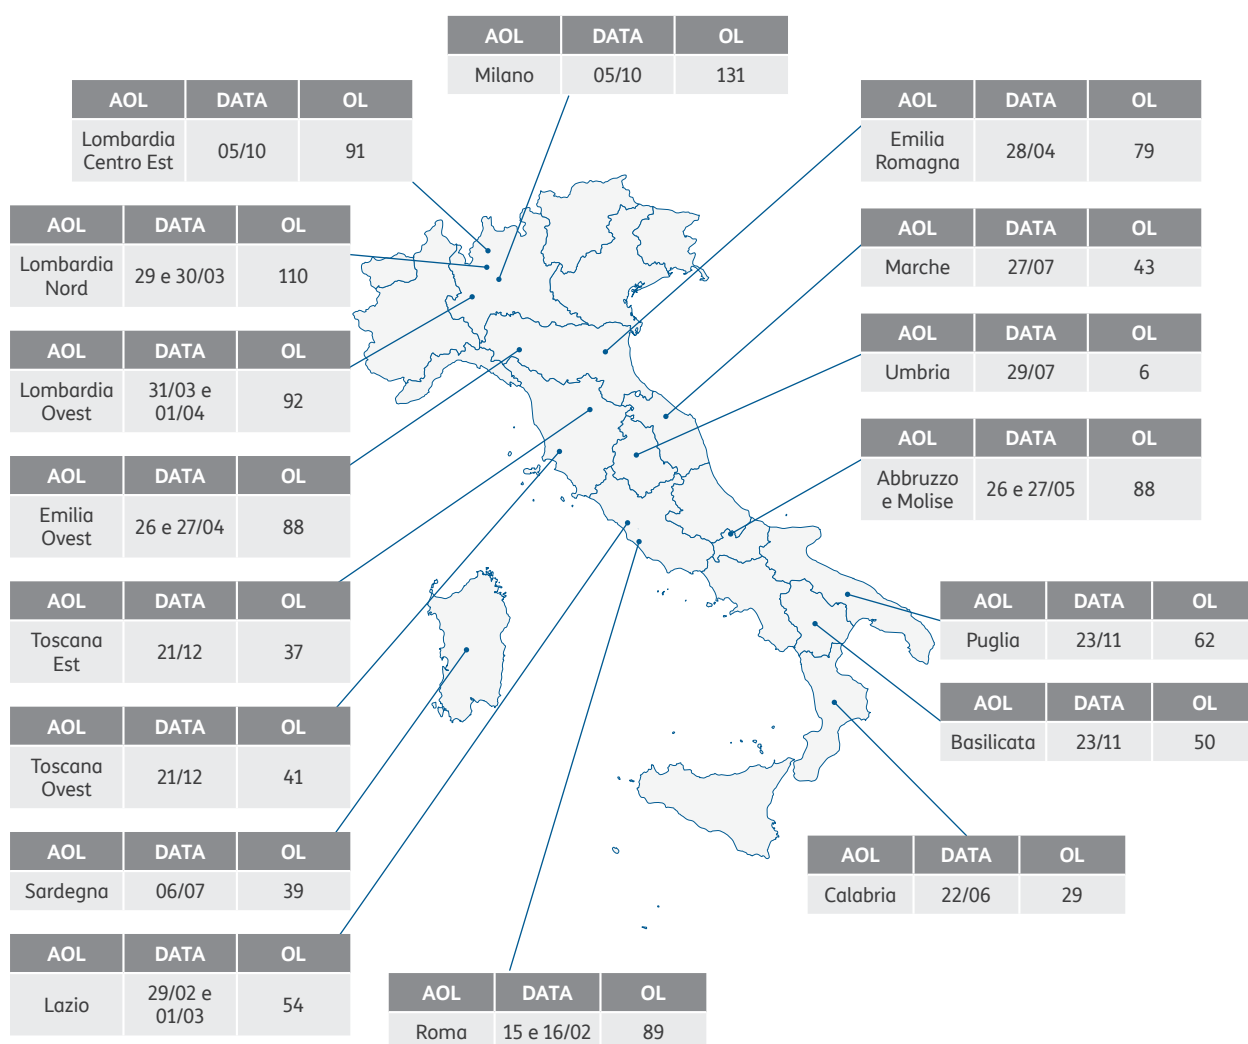 AOL DATA OL
Milano 05/10 131
AOL DATA OL
Lombardia
Centro Est 05/10 91
AOL DATA OL
Lombardia
Nord 29 e 30/03 110
AOL DATA OL
Lombardia
Ovest 31/03 e
01/04 92
AOL DATA OL
Emilia
Ovest 26 e 27/04 88
AOL DATA OL
Toscana
Est 21/12 37
AOL DATA OL
Toscana
Ovest 21/12 41
AOL DATA OL
Sardegna 06/07 39
AOL DATA OL
Lazio 29/02 e
01/03 54
AOL DATA OL
Roma 15 e 16/02 89
AOL DATA OL
Emilia
Romagna 28/04 79
AOL DATA OL
Marche 27/07 43
AOL DATA OL
Umbria 29/07 6
AOL DATA OL
Abbruzzo
e Molise 26 e 27/05 88
AOL DATA OL
Puglia 23/11 62
AOL DATA OL
Basilicata 23/11 50
AOL DATA OL
Calabria 22/06 29